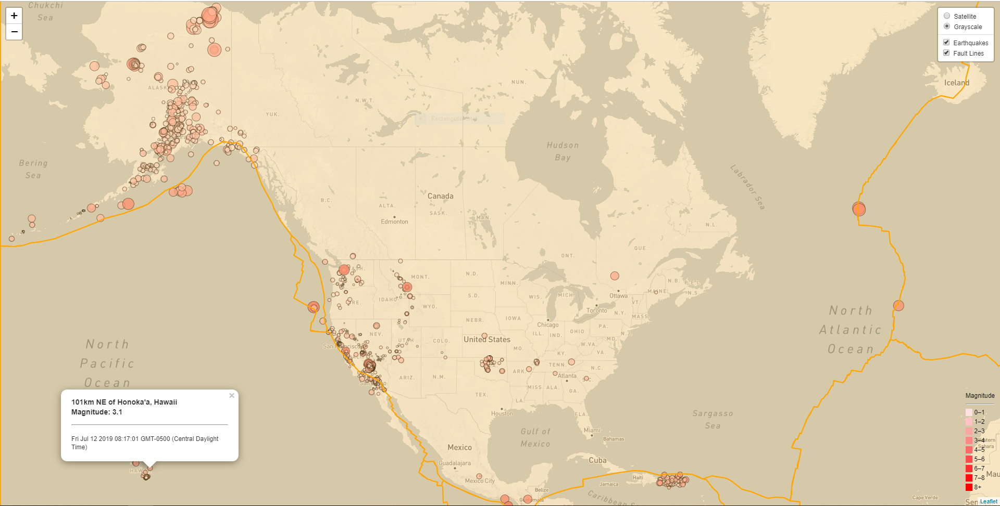 Chukchi
Sea
+
−
Satellite
Grayscale
Earthquakes
Fault Lines
Iceland
NUN.
ALASK
N.W.T.
YUK.
Rectangular
Hudson
Bay
Bering
Sea
Labrador Sea
Canada
B.C.
ALTA.
SASK.
MAN.
Edmonton
N.L.
QUE.
ONT.
WASH.
MONT.
N.D.
MINN.
N.B.
P.E.I.
MAINE
N.S.
Ottawa
S.D.
WIS.
MICH.
IDAHO
ORE.
WYO.
VT.
Toronto
N.Y.
MASS.
North
Atlantic
Ocean
NEBR.
IOWA
Chicago
PA.
OHIO
ILL.
IND.
N.J.
NEV.
UTAH
COLO.
United States
MD.
W.VA.
VA.
MO.
KY.
San Francisco
North
Pacific
Ocean
TENN.
N.C.
ARK.
ARIZ.
N.M.
Atlanta
S.C.
MISS.
ALA.
GA.
TEX.
LA.
Houston
FLA.
Sargasso
Sea
Gulf of
Mexico
Miami
Bahamas
101km NE of Honoka'a, Hawaii
Magnitude: 3.1
×
Fri Jul 12 2019 08:17:01 GMT-0500 (Central Daylight
Time)
HAW
Mexico
Guadalajara
Mexico City
Cuba
Haiti
Jamaica
Belize
Guatemala
Caribbean S
Magnitude
0–1
1–2
2–3
3–4
4–5
5–6
6–7
7–8
8+
Western
Sahara
Mau
Cape Verde
Sen
Leaflet